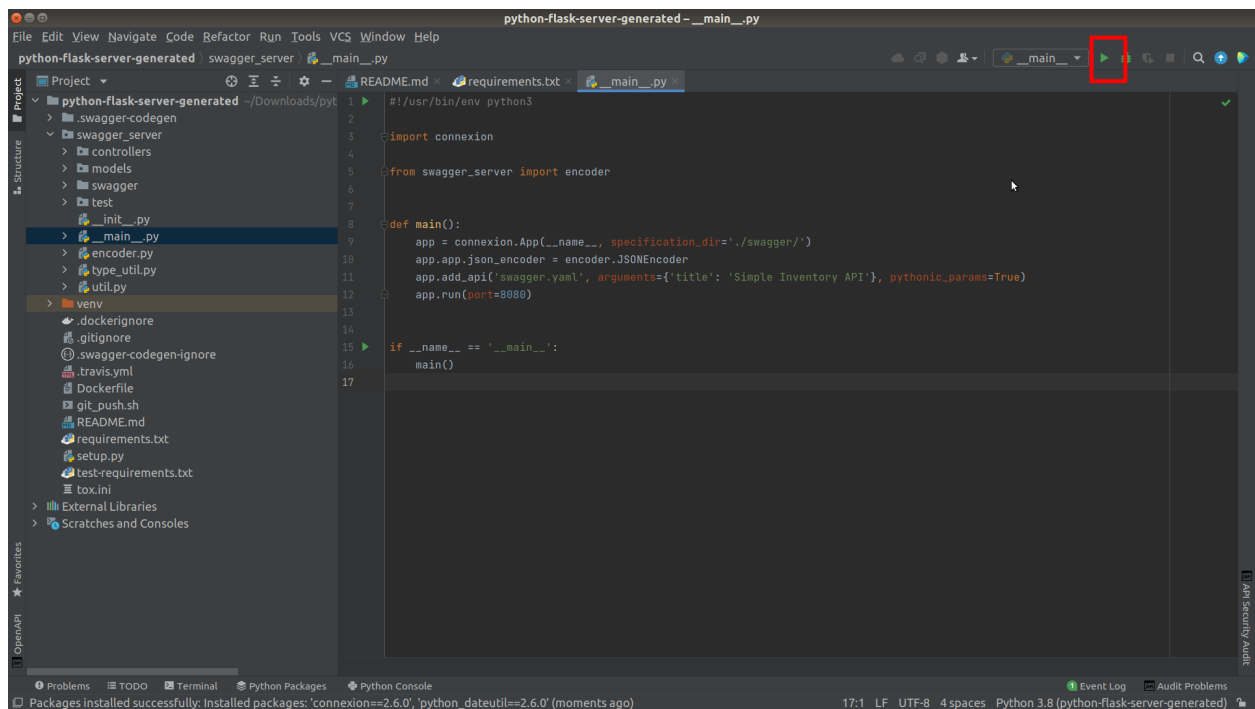 python-flask-server-generated – __main__.py
File Edit View Navigate Code Refactor Run Tools VCS Window Help
python-flask-server-generated swagger_server __main__.py
__main__
Project
Project
README.md
requirements.txt
__main__.py
python-flask-server-generated ~/Downloads/pyt
.swagger-codegen
swagger_server
controllers
models
swagger
test
__init__.py
__main__.py
encoder.py
type_util.py
util.py
venv
.dockerignore
.gitignore
.swagger-codegen-ignore
.travis.yml
Dockerfile
git_push.sh
README.md
requirements.txt
setup.py
test-requirements.txt
tox.ini
External Libraries
Scratches and Consoles
Structure
Favorites
OpenAPI
1 #!/usr/bin/env python3
2
3 import connexion
4
5 from swagger_server import encoder
6
7
8 def main():
9 app = connexion.App(__name__, specification_dir='./swagger/')
10 app.app.json_encoder = encoder.JSONEncoder
11 app.add_api('swagger.yaml', arguments={'title': 'Simple Inventory API'}, pythonic_params=True)
12 app.run(port=8080)
13
14
15 if __name__ == '__main__':
16 main()
17
API Security Audit
Problems TODO Terminal Python Packages Python Console
1 Event Log Audit Problems
Packages installed successfully: Installed packages: 'connexion==2.6.0', 'python_dateutil==2.6.0' (moments ago)
17:1 LF UTF-8 4 spaces Python 3.8 (python-flask-server-generated)